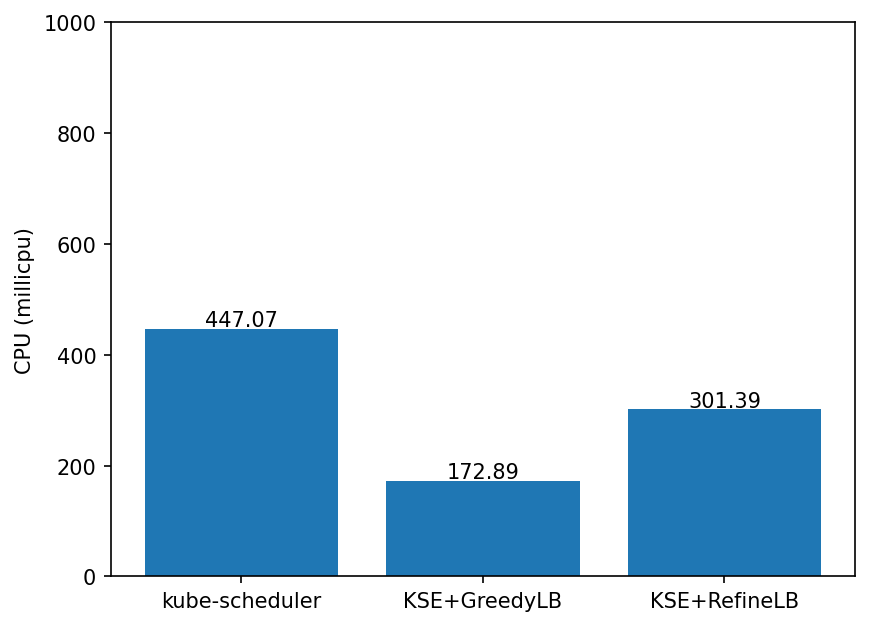 1000
800
600
400
200
0
CPU (millicpu)
447.07
172.89
301.39
kube-scheduler
KSE+GreedyLB
KSE+RefineLB